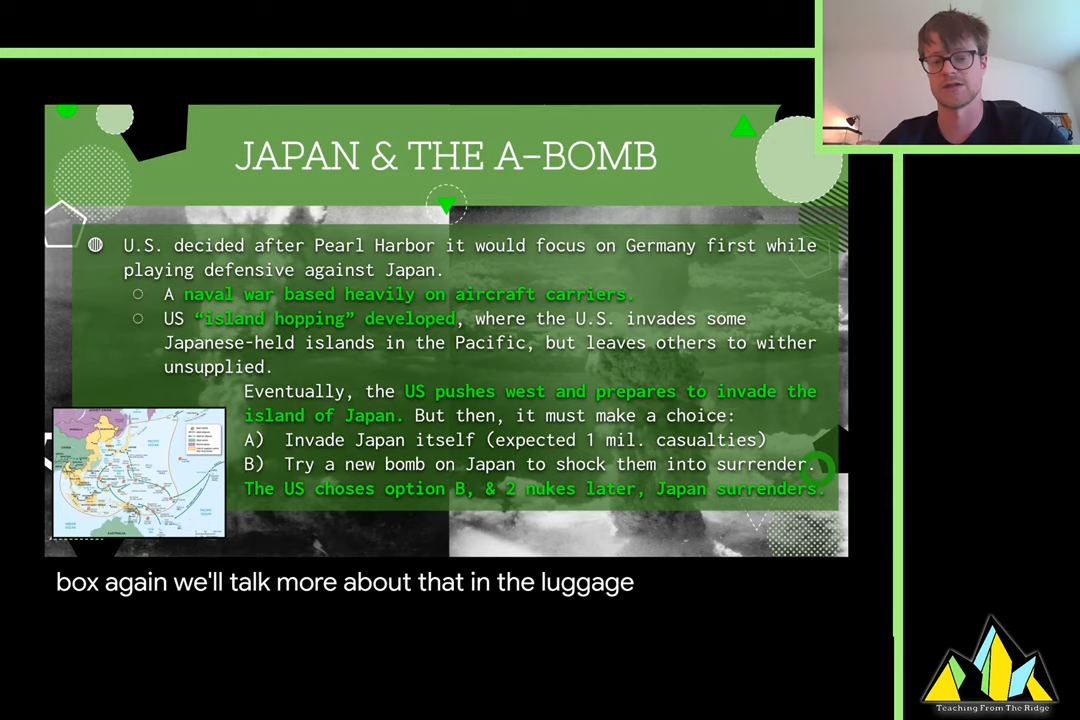 JAPAN & THE A-BOMB
U.S. decided after Pearl Harbor it would focus on Germany first while
playing defensive against Japan.
A naval war based heavily on aircraft carriers.
US “island hopping” developed, where the U.S. invades some
Japanese-held islands in the Pacific, but leaves others to wither
unsupplied.
Eventually, the US pushes west and prepares to invade the
island of Japan. But then, it must make a choice:
A) Invade Japan itself (expected 1 mil. casualties)
B) Try a new bomb on Japan to shock them into surrender.
The US choses option B, & 2 nukes later, Japan surrenders.
box again we'll talk more about that in the luggage
Teaching From The Ridge